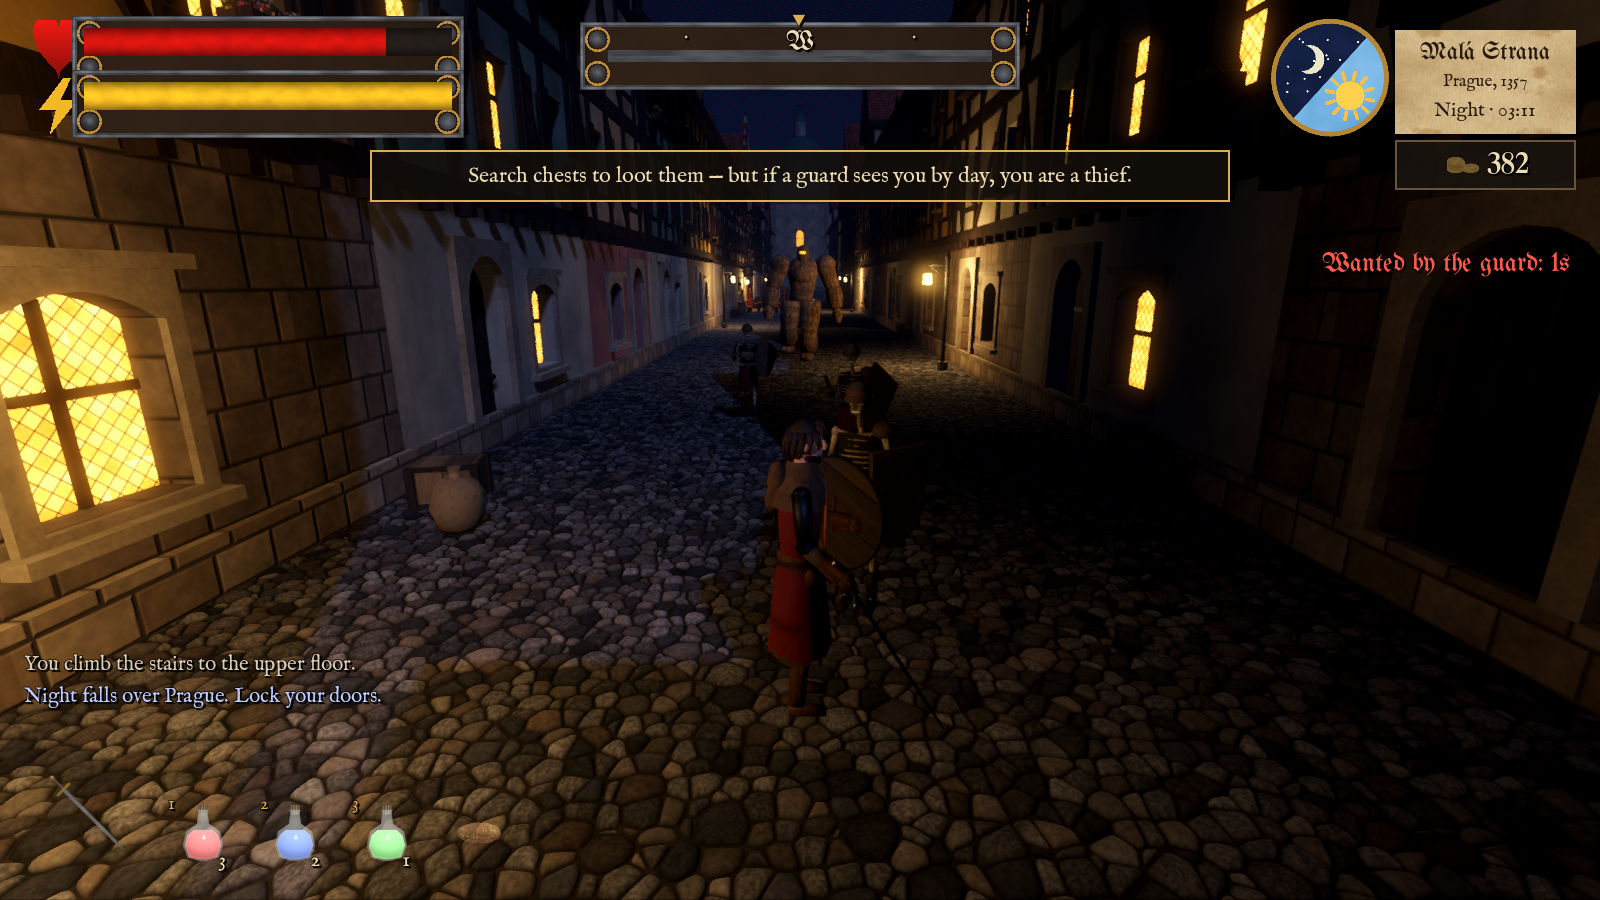 W
Malá Strana
Prague, 1357
Night · 03:11
382
Search chests to loot them – but if a guard sees you by day, you are a thief.
Wanted by the guard: 1s
You climb the stairs to the upper floor.
Night falls over Prague. Lock your doors.
1 2 3
3 2 1